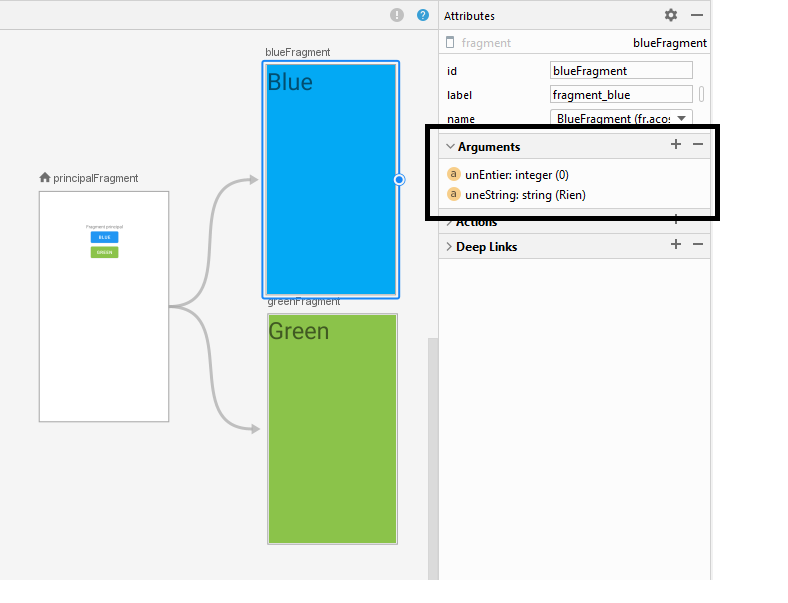 ! ?
Attributes
fragment blueFragment
id blueFragment
label fragment_blue
name BlueFragment (fr.aco
Arguments
a unEntier: integer (0)
a uneString: string (Rien)
Actions
Deep Links
blueFragment
Blue
principalFragment
Fragment principal
BLUE
GREEN
greenFragment
Green